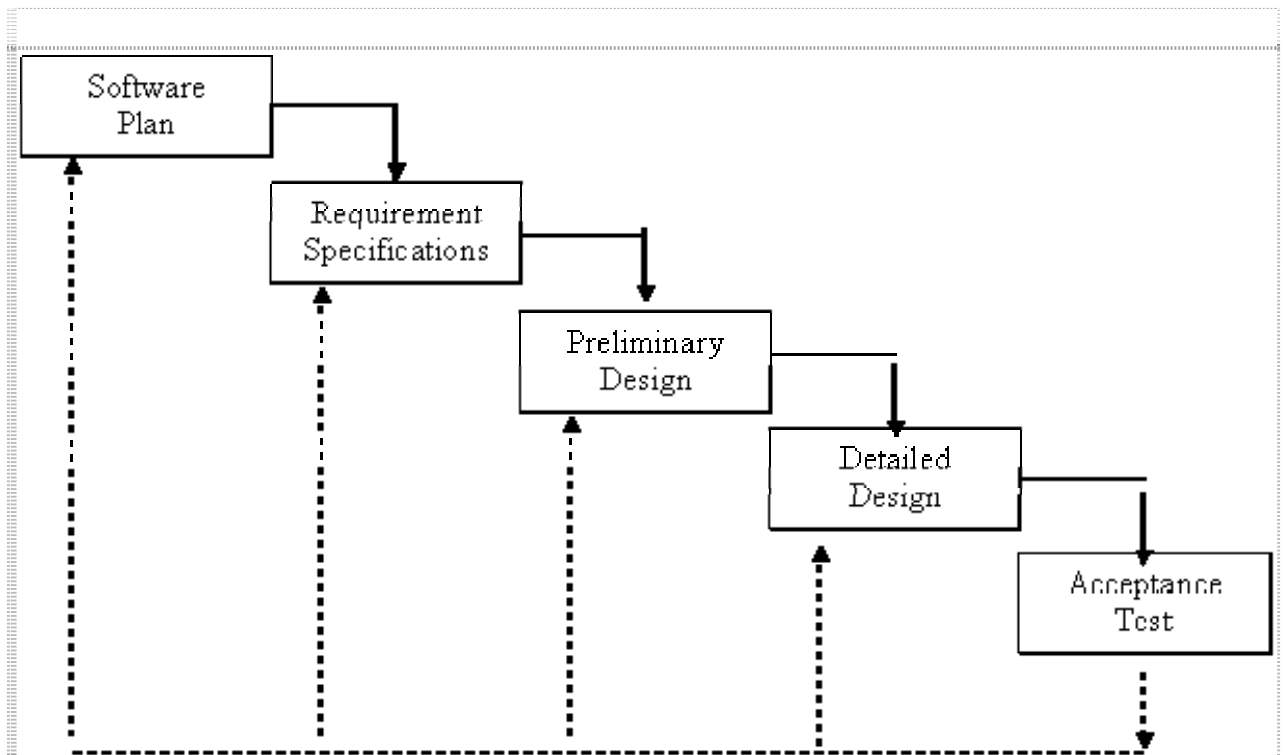 Software
Plan
Requirement
Specifications
Preliminary
Design
Detailed
Design
Acceptance
Test